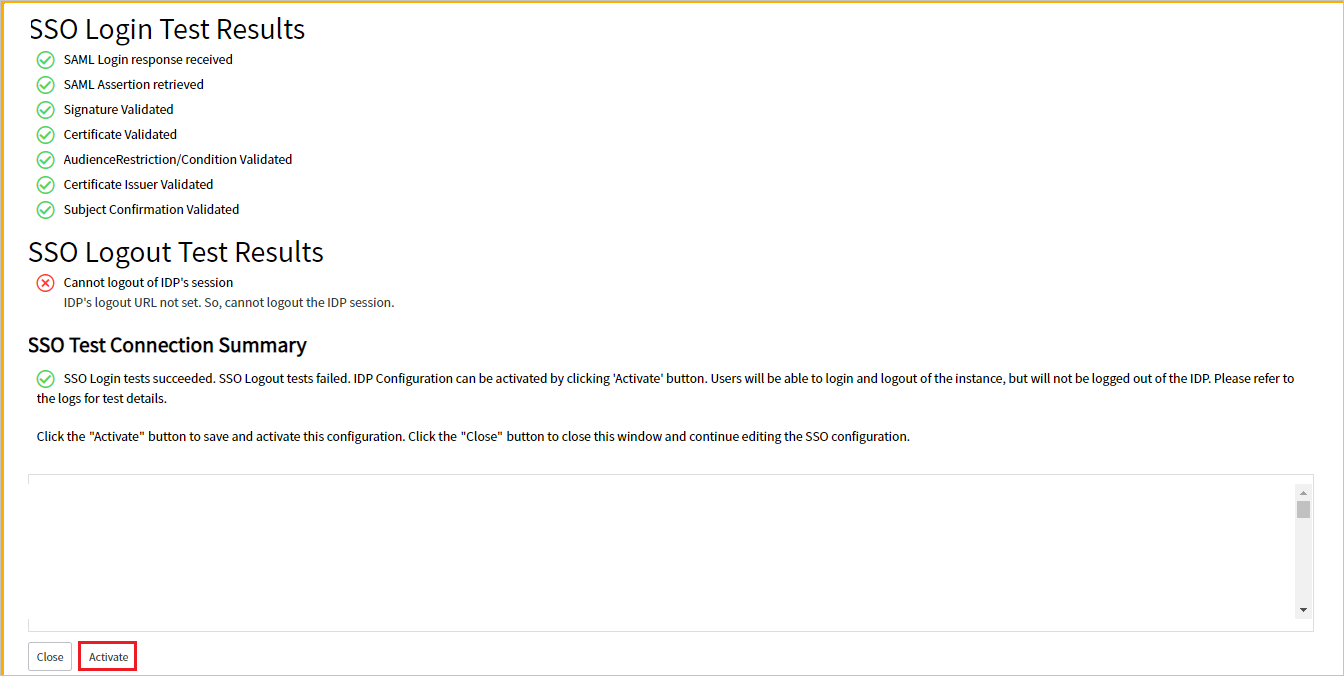 SSO Login Test Results
SAML Login response received
SAML Assertion retrieved
Signature Validated
Certificate Validated
AudienceRestriction/Condition Validated
Certificate Issuer Validated
Subject Confirmation Validated
SSO Logout Test Results
Cannot logout of IDP's session
IDP's logout URL not set. So, cannot logout the IDP session.
SSO Test Connection Summary
SSO Login tests succeeded. SSO Logout tests failed. IDP Configuration can be activated by clicking 'Activate' button. Users will be able to login and logout of the instance, but will not be logged out of the IDP. Please refer to
the logs for test details.
Click the "Activate" button to save and activate this configuration. Click the "Close" button to close this window and continue editing the SSO configuration.
Close Activate